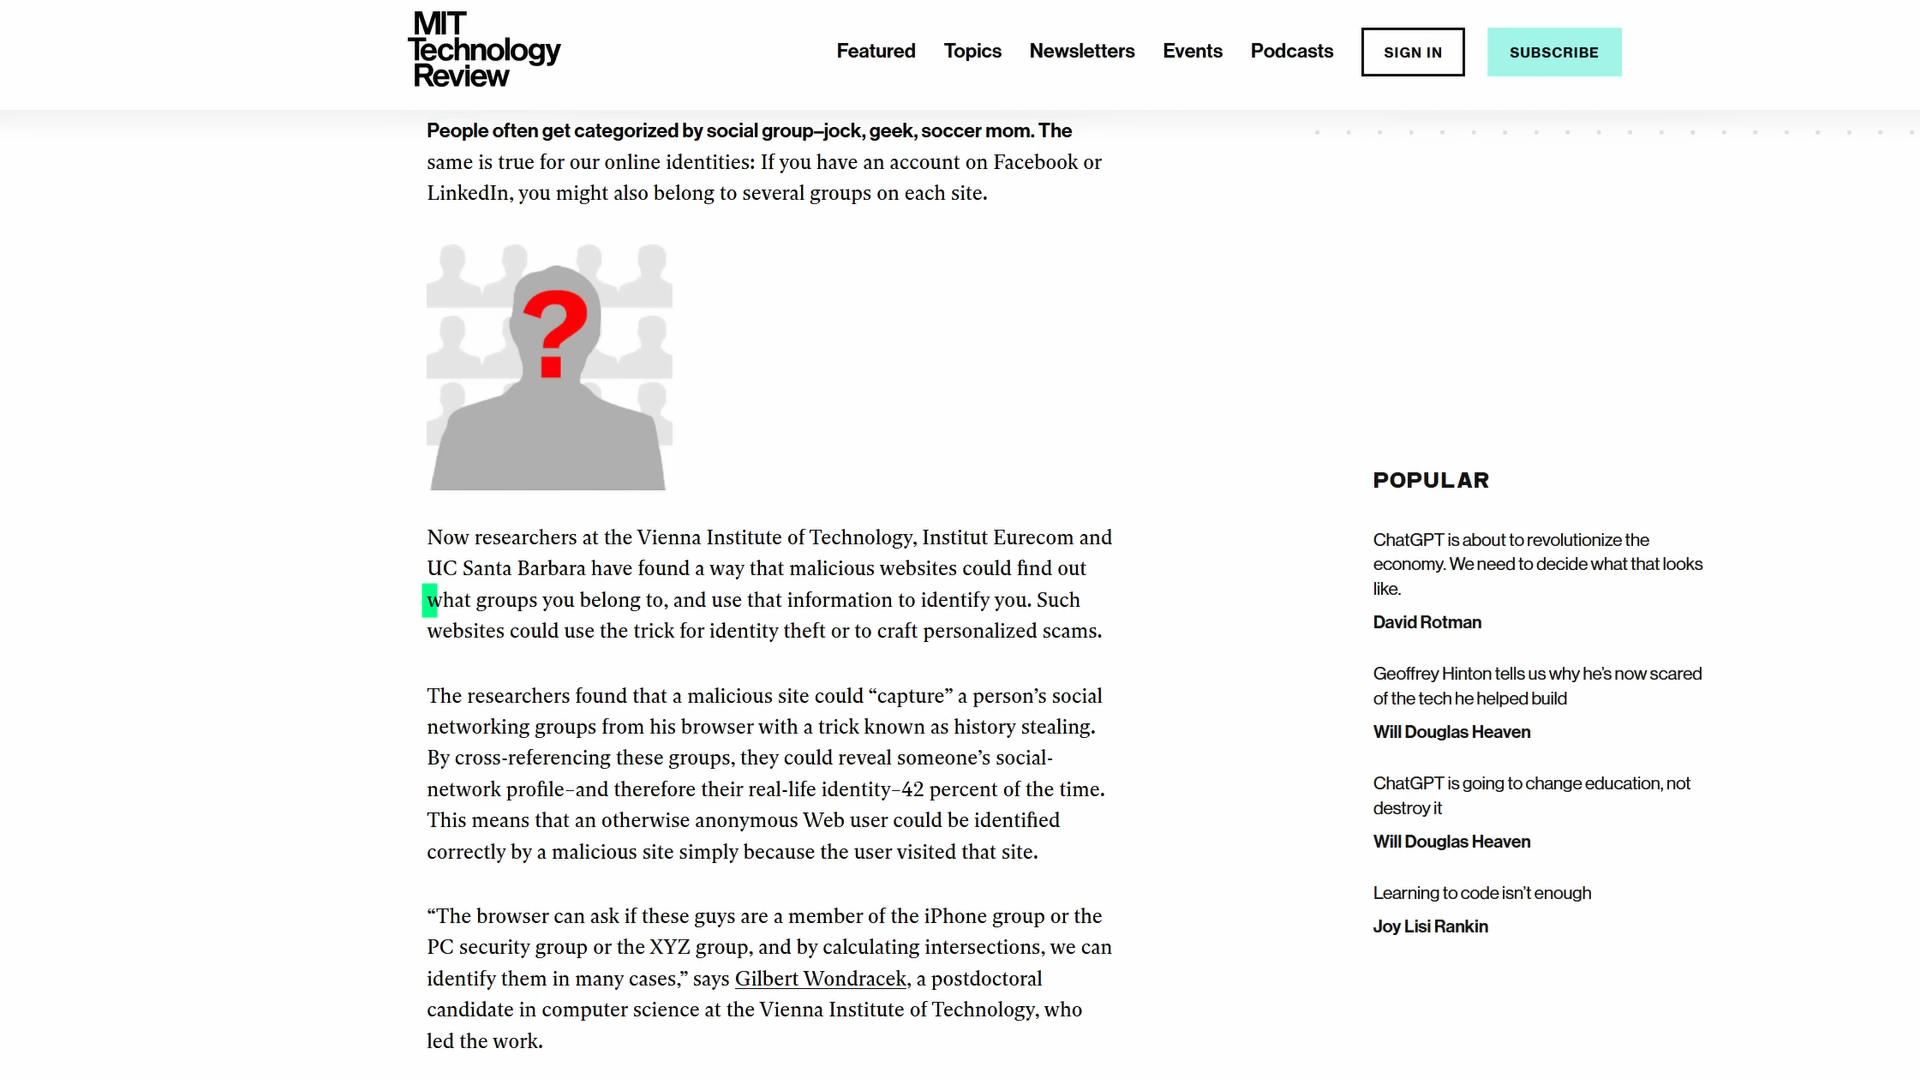 MIT
Technology
Review
Featured
Topics
Newsletters
Events
Podcasts
SIGN IN
SUBSCRIBE
People often get categorized by social group–jock, geek, soccer mom. The
same is true for our online identities: If you have an account on Facebook or
LinkedIn, you might also belong to several groups on each site.
?
Now researchers at the Vienna Institute of Technology, Institut Eurecom and
UC Santa Barbara have found a way that malicious websites could find out
what groups you belong to, and use that information to identify you. Such
websites could use the trick for identity theft or to craft personalized scams.
The researchers found that a malicious site could “capture” a person’s social
networking groups from his browser with a trick known as history stealing.
By cross-referencing these groups, they could reveal someone’s social-
network profile–and therefore their real-life identity–42 percent of the time.
This means that an otherwise anonymous Web user could be identified
correctly by a malicious site simply because the user visited that site.
“The browser can ask if these guys are a member of the iPhone group or the
PC security group or the XYZ group, and by calculating intersections, we can
identify them in many cases,” says Gilbert Wondracek, a postdoctoral
candidate in computer science at the Vienna Institute of Technology, who
led the work.
POPULAR
ChatGPT is about to revolutionize the
economy. We need to decide what that looks
like.
David Rotman
Geoffrey Hinton tells us why he’s now scared
of the tech he helped build
Will Douglas Heaven
ChatGPT is going to change education, not
destroy it
Will Douglas Heaven
Learning to code isn’t enough
Joy Lisi Rankin